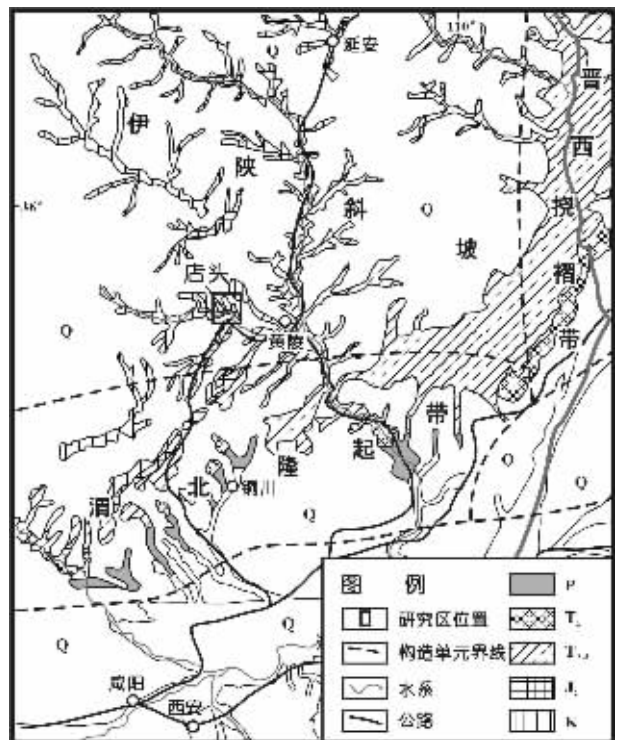 延安
110°
Q
晋
西
挠
褶
带
伊
陕
斜
坡
Q
36°
店头
黄陵
Q
渭
北
隆
起
带
铜川
Q
Q
Q
Q
Q
咸阳
西安
图 例
研究区位置
构造单元界线
水系
公路
P
K